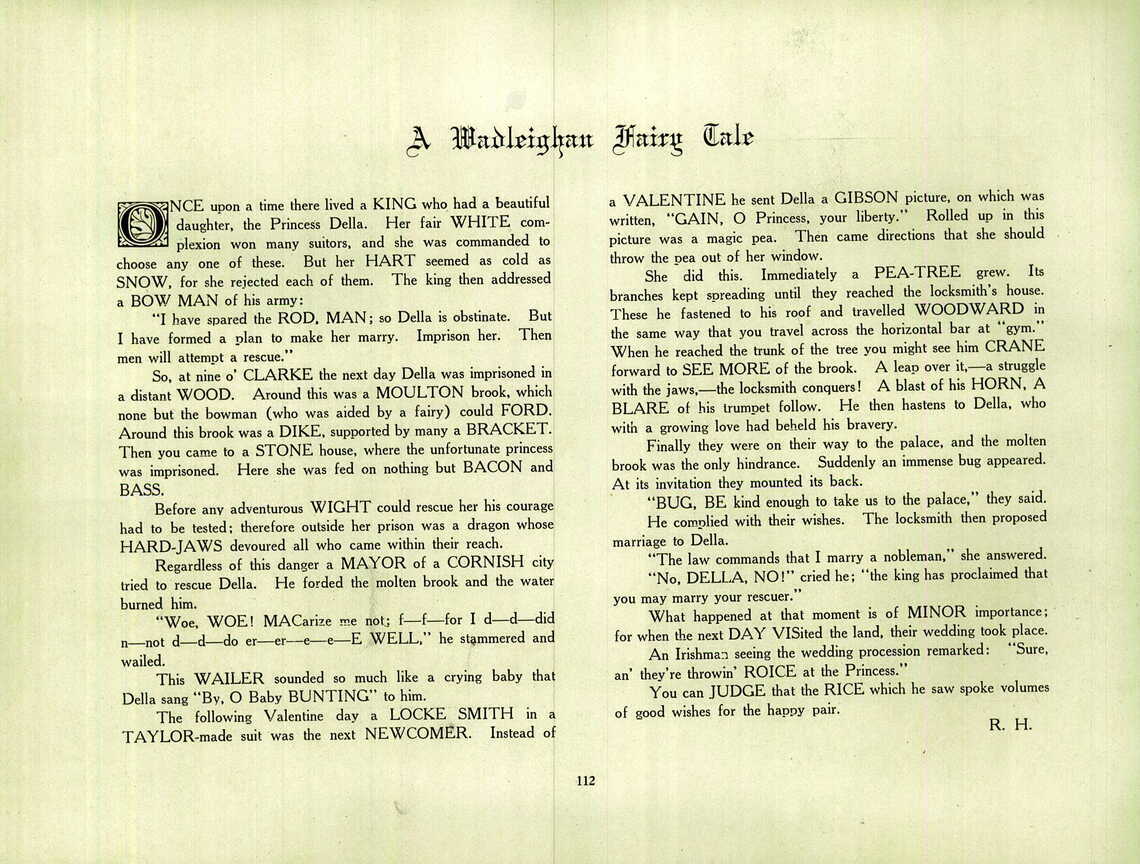 A Wadleighan Fairy Tale
ONCE upon a time there lived a KING who had a beautiful
daughter, the Princess Della. Her fair WHITE com-
plexion won many suitors, and she was commanded to
choose any one of these. But her HART seemed as cold as
SNOW, for she rejected each of them. The king then addressed
a BOW MAN of his army:
"I have spared the ROD, MAN; so Della is obstinate. But
I have formed a plan to make her marry. Imprison her. Then
men will attempt a rescue."
So, at nine o' CLARKE the next day Della was imprisoned in
a distant WOOD. Around this was a MOULTON brook, which
none but the bowman (who was aided by a fairy) could FORD.
Around this brook was a DIKE, supported by many a BRACKET.
Then you came to a STONE house, where the unfortunate princess
was imprisoned. Here she was fed on nothing but BACON and
BASS.
Before any adventurous WIGHT could rescue her his courage
had to be tested; therefore outside her prison was a dragon whose
HARD-JAWS devoured all who came within their reach.
Regardless of this danger a MAYOR of a CORNISH city
tried to rescue Della. He forded the molten brook and the water
burned him.
"Woe, WOE! MACarize me not; f—f—for I d—d—did
n—not d—d—do er—er—e—e—E WELL," he stammered and
wailed.
This WAILER sounded so much like a crying baby that
Della sang "By, O Baby BUNTING" to him.
The following Valentine day a LOCKE SMITH in a
TAYLOR-made suit was the next NEWCOMER. Instead of
a VALENTINE he sent Della a GIBSON picture, on which was
written, "GAIN, O Princess, your liberty." Rolled up in this
picture was a magic pea. Then came directions that she should
throw the pea out of her window.
She did this. Immediately a PEA-TREE grew. Its
branches kept spreading until they reached the locksmith's house.
These he fastened to his roof and travelled WOODWARD in
the same way that you travel across the horizontal bar at "gym."
When he reached the trunk of the tree you might see him CRANE
forward to SEE MORE of the brook. A leap over it,—a struggle
with the jaws,—the locksmith conquers! A blast of his HORN, A
BLARE of his trumpet follow. He then hastens to Della, who
with a growing love had beheld his bravery.
Finally they were on their way to the palace, and the molten
brook was the only hindrance. Suddenly an immense bug appeared.
At its invitation they mounted its back.
"BUG, BE kind enough to take us to the palace," they said.
He complied with their wishes. The locksmith then proposed
marriage to Della.
"The law commands that I marry a nobleman," she answered.
"No, DELLA, NO!" cried he; "the king has proclaimed that
you may marry your rescuer."
What happened at that moment is of MINOR importance;
for when the next DAY VISited the land, their wedding took place.
An Irishman seeing the wedding procession remarked: "Sure,
an' they're throwin' ROICE at the Princess."
You can JUDGE that the RICE which he saw spoke volumes
of good wishes for the happy pair.
R. H.
112